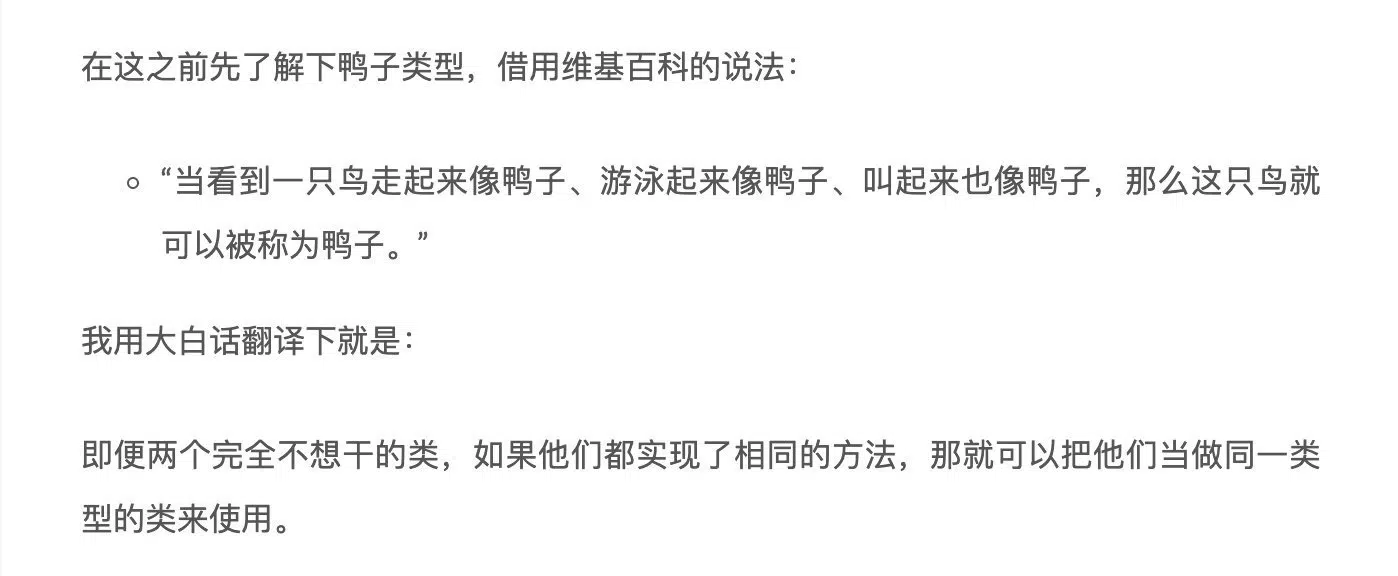 在这之前先了解下鸭子类型，借用维基百科的说法：
“当看到一只鸟走起来像鸭子、游泳起来像鸭子、叫起来也像鸭子，那么这只鸟就
可以被称为鸭子。”
我用大白话翻译下就是：
即便两个完全不想干的类，如果他们都实现了相同的方法，那就可以把他们当做同一类
型的类来使用。